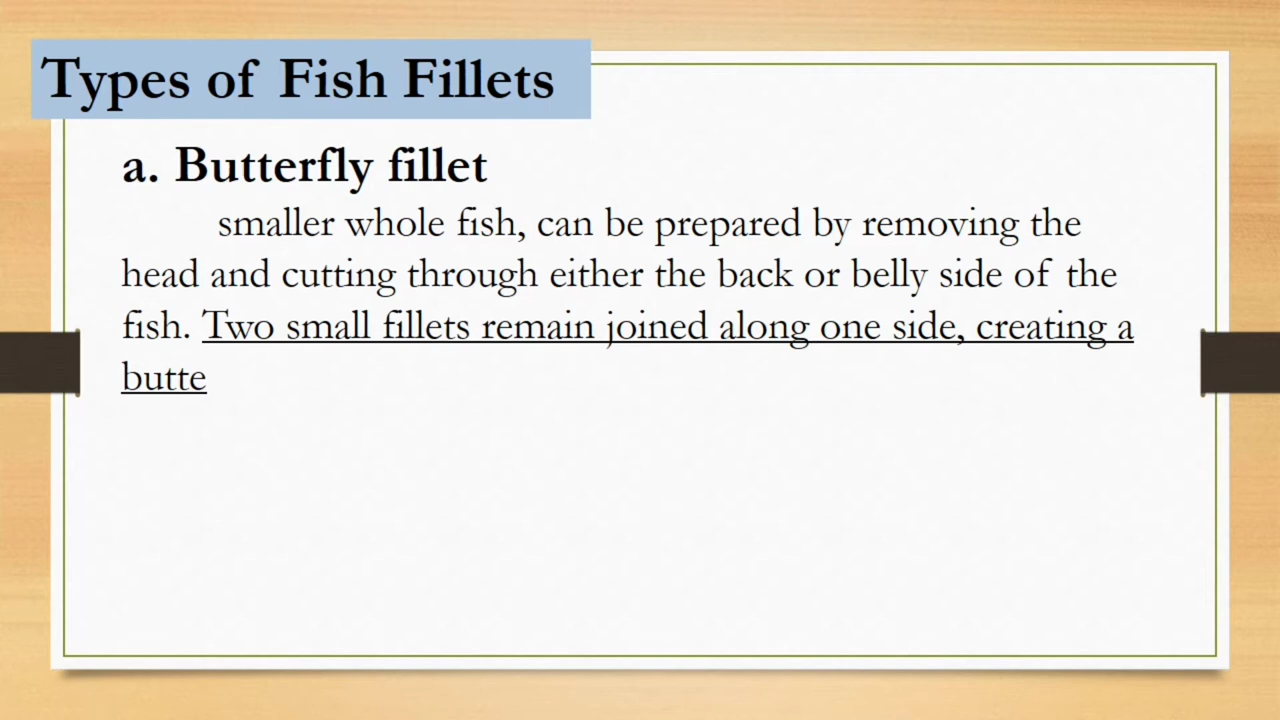 Types of Fish Fillets
a. Butterfly fillet
smaller whole fish, can be prepared by removing the
head and cutting through either the back or belly side of the
fish. Two small fillets remain joined along one side, creating a
butte